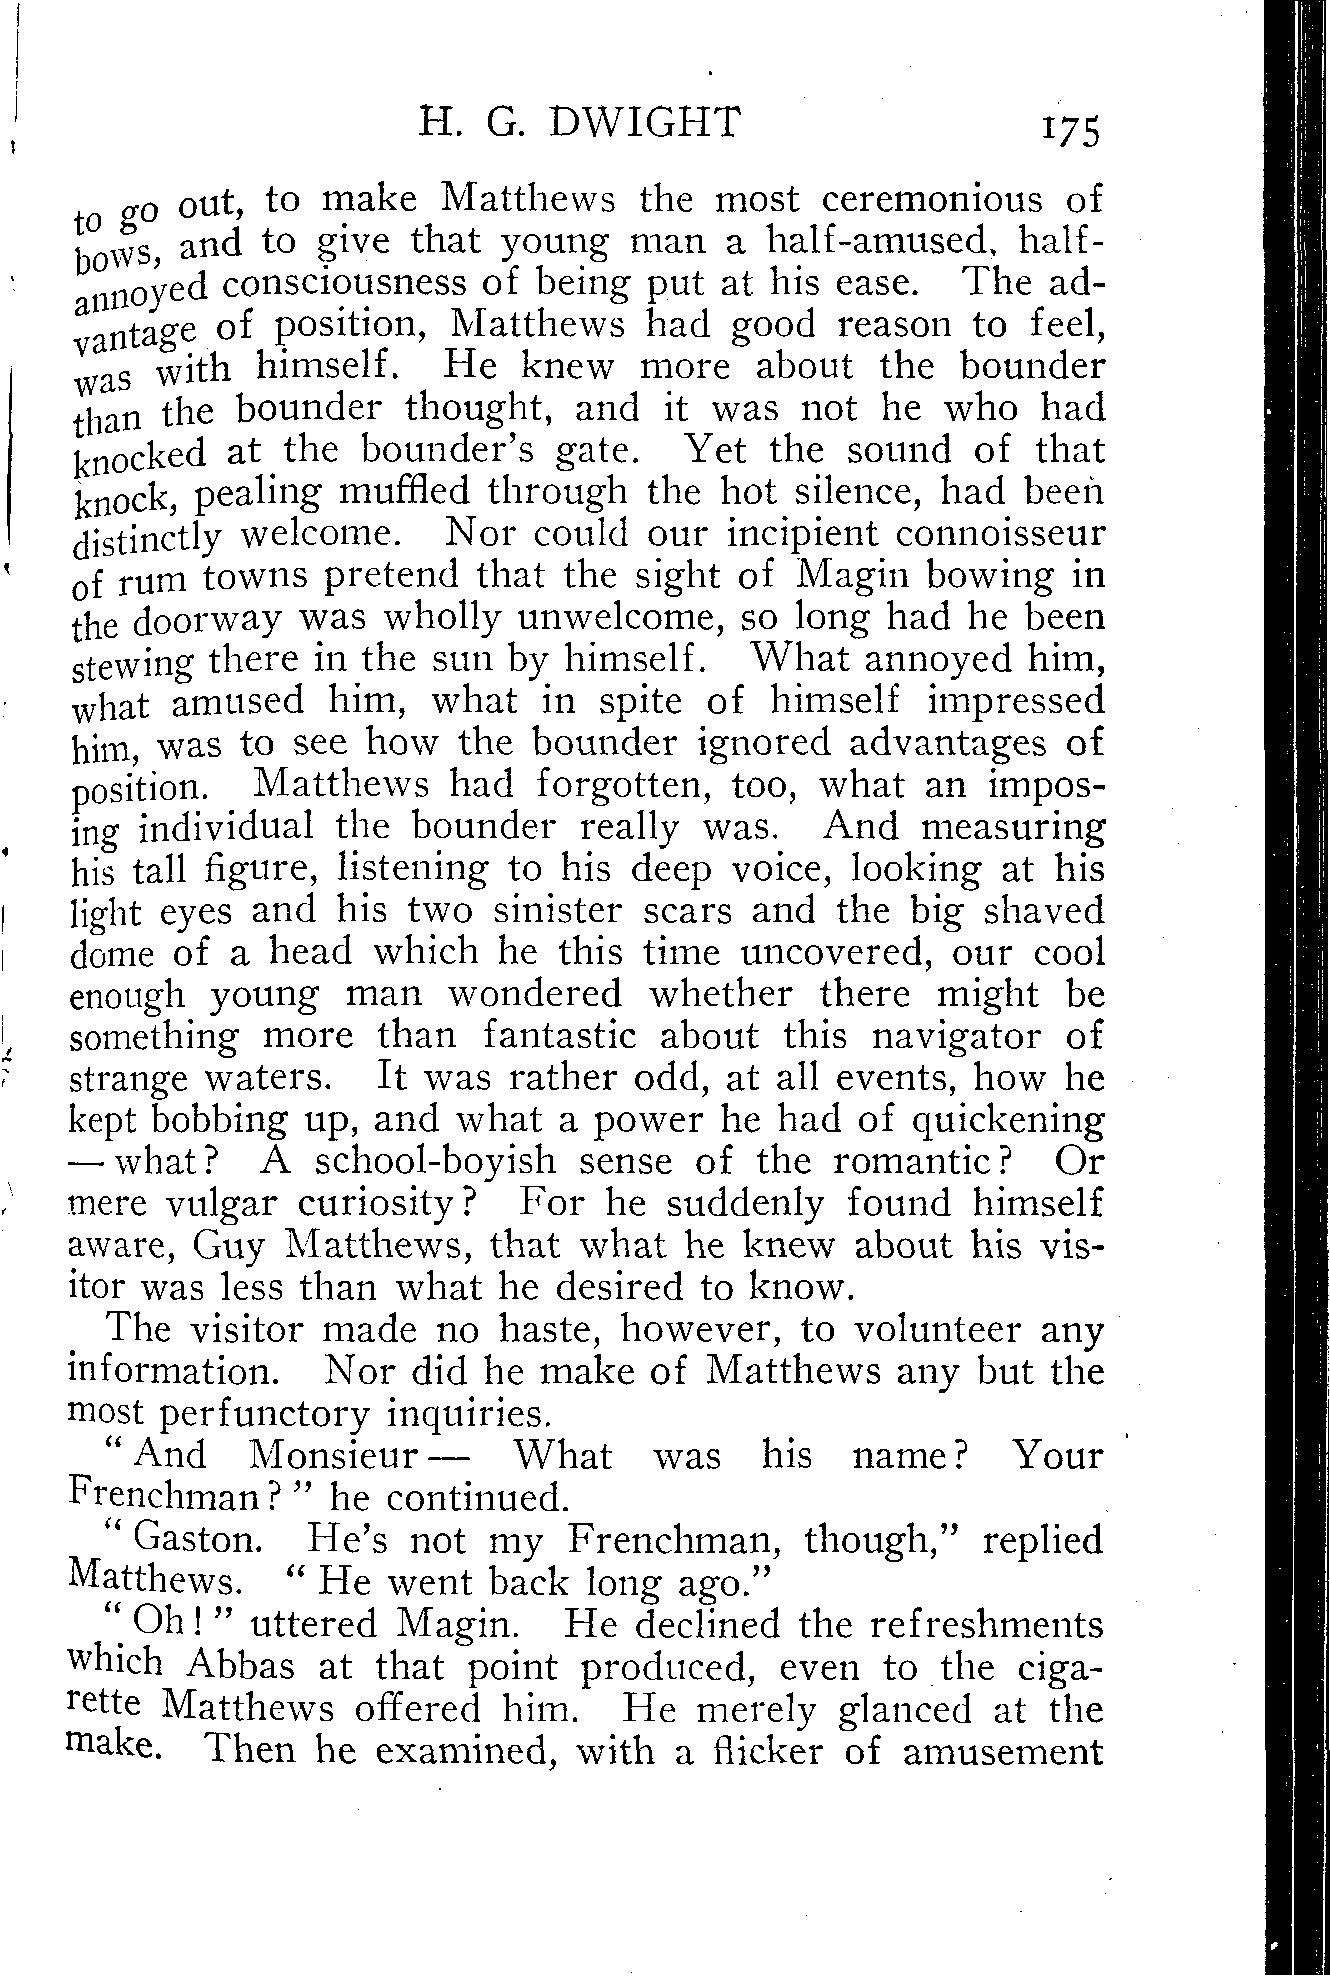 H. G. DWIGHT 175
to go out, to make Matthews the most ceremonious of
bows, and to give that young man a half-amused, half-
annoyed consciousness of being put at his ease. The ad-
vantage of position, Matthews had good reason to feel,
was with himself. He knew more about the bounder
than the bounder thought, and it was not he who had
knocked at the bounder's gate. Yet the sound of that
knock, pealing muffled through the hot silence, had been
distinctly welcome. Nor could our incipient connoisseur
of rum towns pretend that the sight of Magin bowing in
the doorway was wholly unwelcome, so long had he been
stewing there in the sun by himself. What annoyed him,
what amused him, what in spite of himself impressed
him, was to see how the bounder ignored advantages of
position. Matthews had forgotten, too, what an impos-
ing individual the bounder really was. And measuring
his tall figure, listening to his deep voice, looking at his
light eyes and his two sinister scars and the big shaved
dome of a head which he this time uncovered, our cool
enough young man wondered whether there might be
something more than fantastic about this navigator of
strange waters. It was rather odd, at all events, how he
kept bobbing up, and what a power he had of quickening
— what? A school-boyish sense of the romantic? Or
mere vulgar curiosity? For he suddenly found himself
aware, Guy Matthews, that what he knew about his vis-
itor was less than what he desired to know.
The visitor made no haste, however, to volunteer any
information. Nor did he make of Matthews any but the
most perfunctory inquiries.
"And Monsieur — What was his name? Your
Frenchman?" he continued.
"Gaston. He's not my Frenchman, though," replied
Matthews. "He went back long ago."
"Oh!" uttered Magin. He declined the refreshments
which Abbas at that point produced, even to the ciga-
rette Matthews offered him. He merely glanced at the
make. Then he examined, with a flicker of amusement